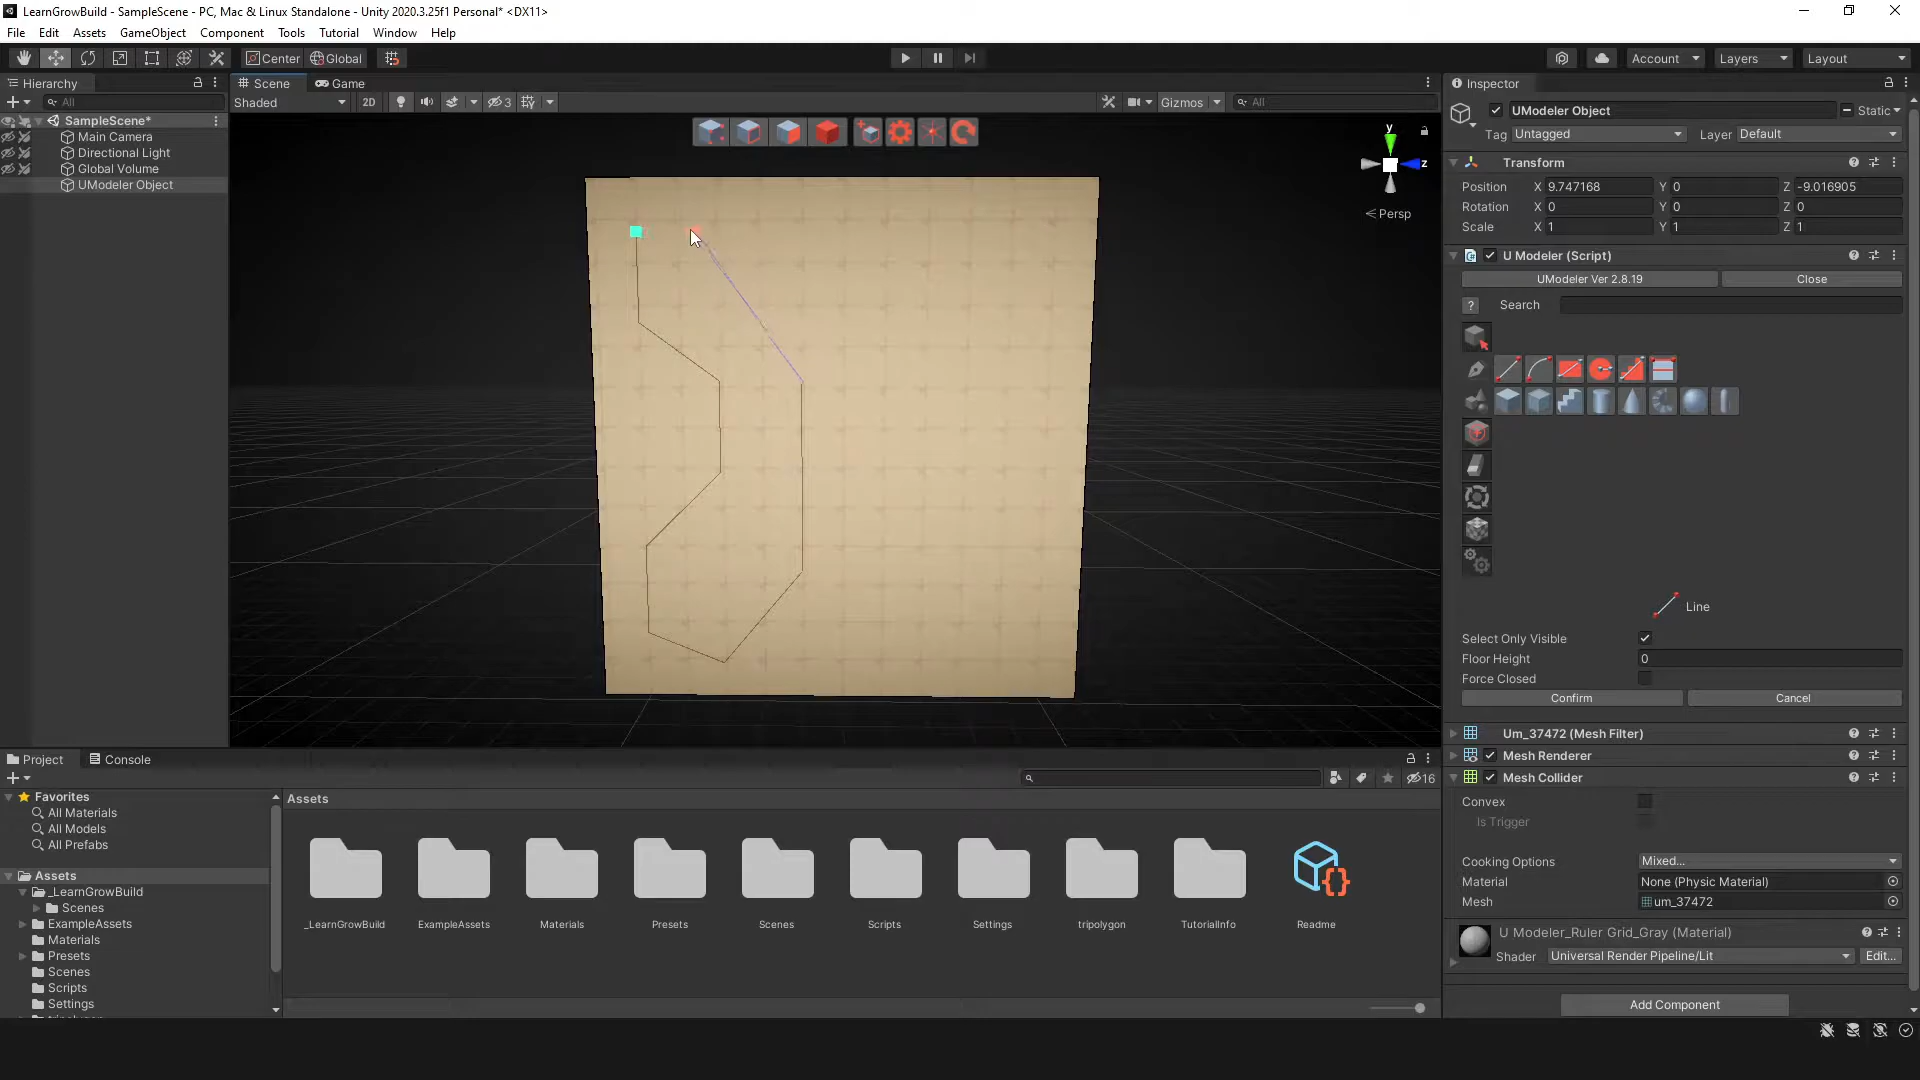 LearnGrowBuild - SampleScene - PC, Mac & Linux Standalone - Unity 2020.3.25f1 Personal* <DX11>
File Edit Assets GameObject Component Tools Tutorial Window Help
Center Global Account Layers Layout
Hierarchy
All
SampleScene*
Main Camera
Directional Light
Global Volume
UModeler Object
Scene Game
Shaded 2D 3 Gizmos All
y
z
Persp
Inspector
UModeler Object Static
Tag Untagged Layer Default
Transform
Position X 9.747168 Y 0 Z -9.016905
Rotation X 0 Y 0 Z 0
Scale X 1 Y 1 Z 1
U Modeler (Script)
UModeler Ver 2.8.19 Close
? Search
Line
Select Only Visible
Floor Height 0
Force Closed
Confirm Cancel
Um_37472 (Mesh Filter)
Mesh Renderer
Mesh Collider
Convex
Is Trigger
Cooking Options Mixed...
Material None (Physic Material)
Mesh um_37472
U Modeler_Ruler Grid_Gray (Material)
Shader Universal Render Pipeline/Lit Edit...
Add Component
Project Console
16
Favorites
All Materials
All Models
All Prefabs
Assets
_LearnGrowBuild
Scenes
ExampleAssets
Materials
Presets
Scenes
Scripts
Settings
Assets
_LearnGrowBuild ExampleAssets Materials Presets Scenes Scripts Settings tripolygon TutorialInfo Readme